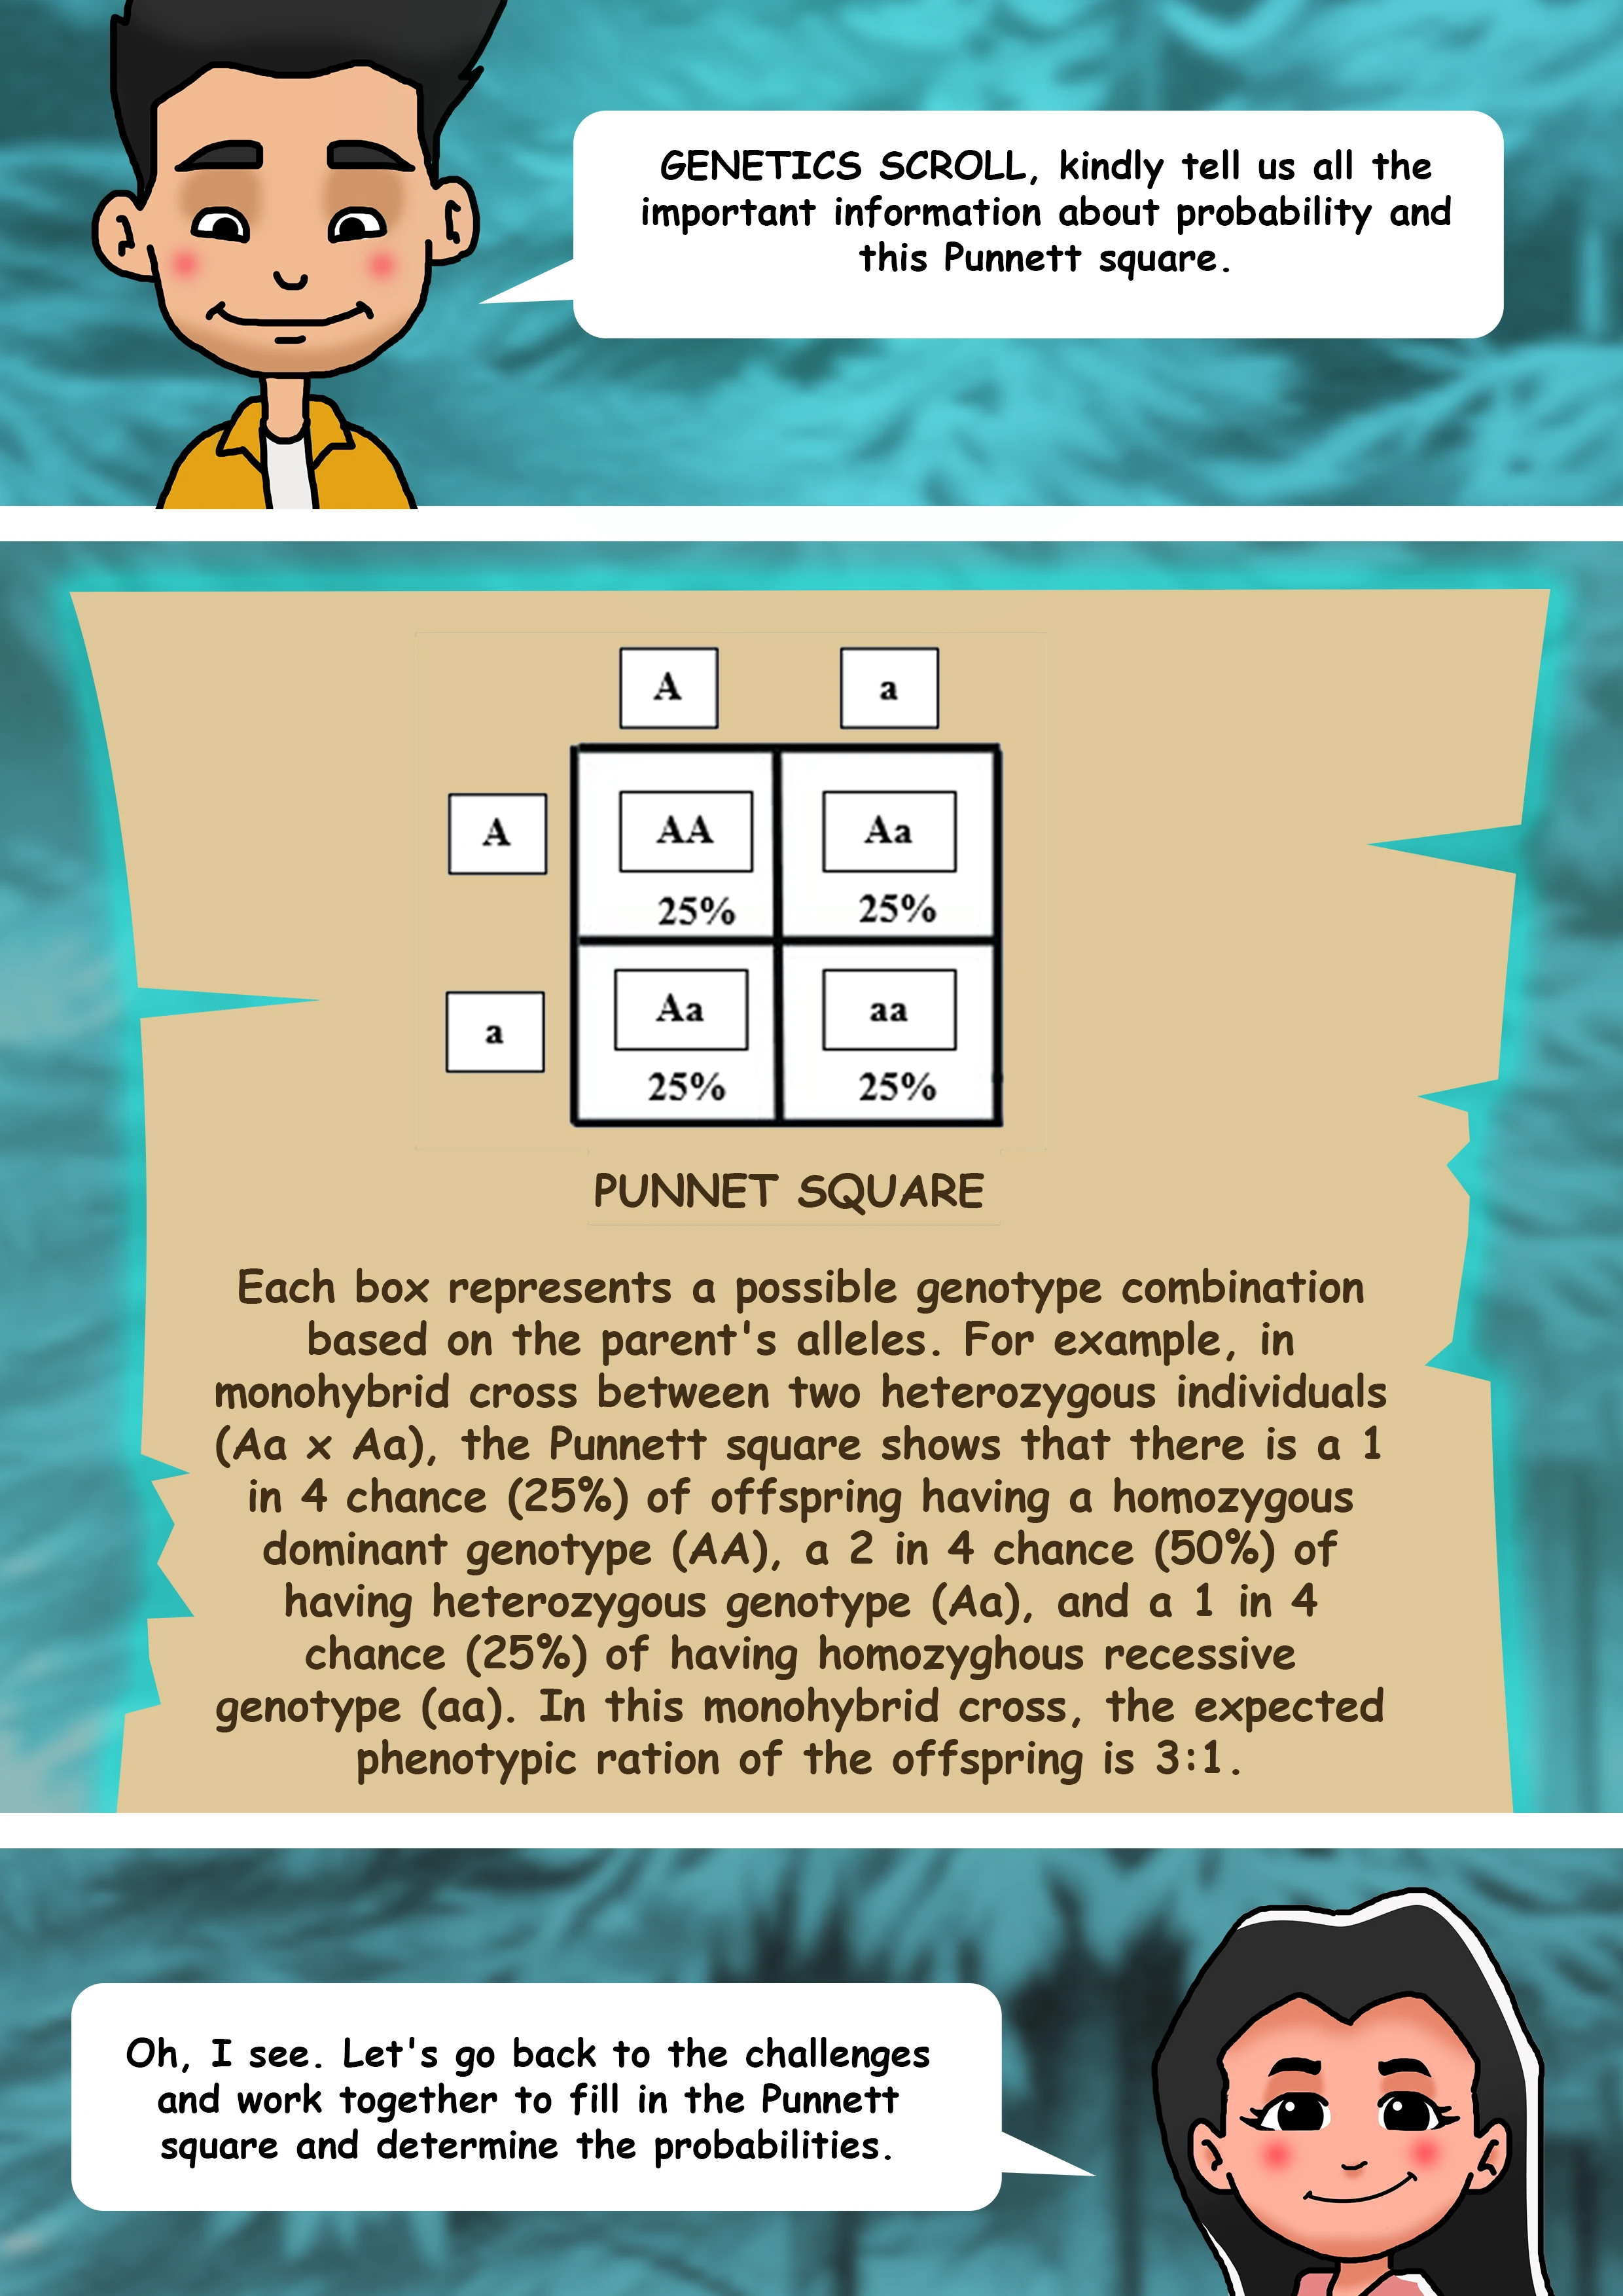 GENETICS SCROLL, kindly tell us all the
important information about probability and
this Punnett square.
A a
A AA Aa
25% 25%
a Aa aa
25% 25%
PUNNET SQUARE
Each box represents a possible genotype combination
based on the parent's alleles. For example, in
monohybrid cross between two heterozygous individuals
(Aa x Aa), the Punnett square shows that there is a 1
in 4 chance (25%) of offspring having a homozygous
dominant genotype (AA), a 2 in 4 chance (50%) of
having heterozygous genotype (Aa), and a 1 in 4
chance (25%) of having homozyghous recessive
genotype (aa). In this monohybrid cross, the expected
phenotypic ration of the offspring is 3:1.
Oh, I see. Let's go back to the challenges
and work together to fill in the Punnett
square and determine the probabilities.